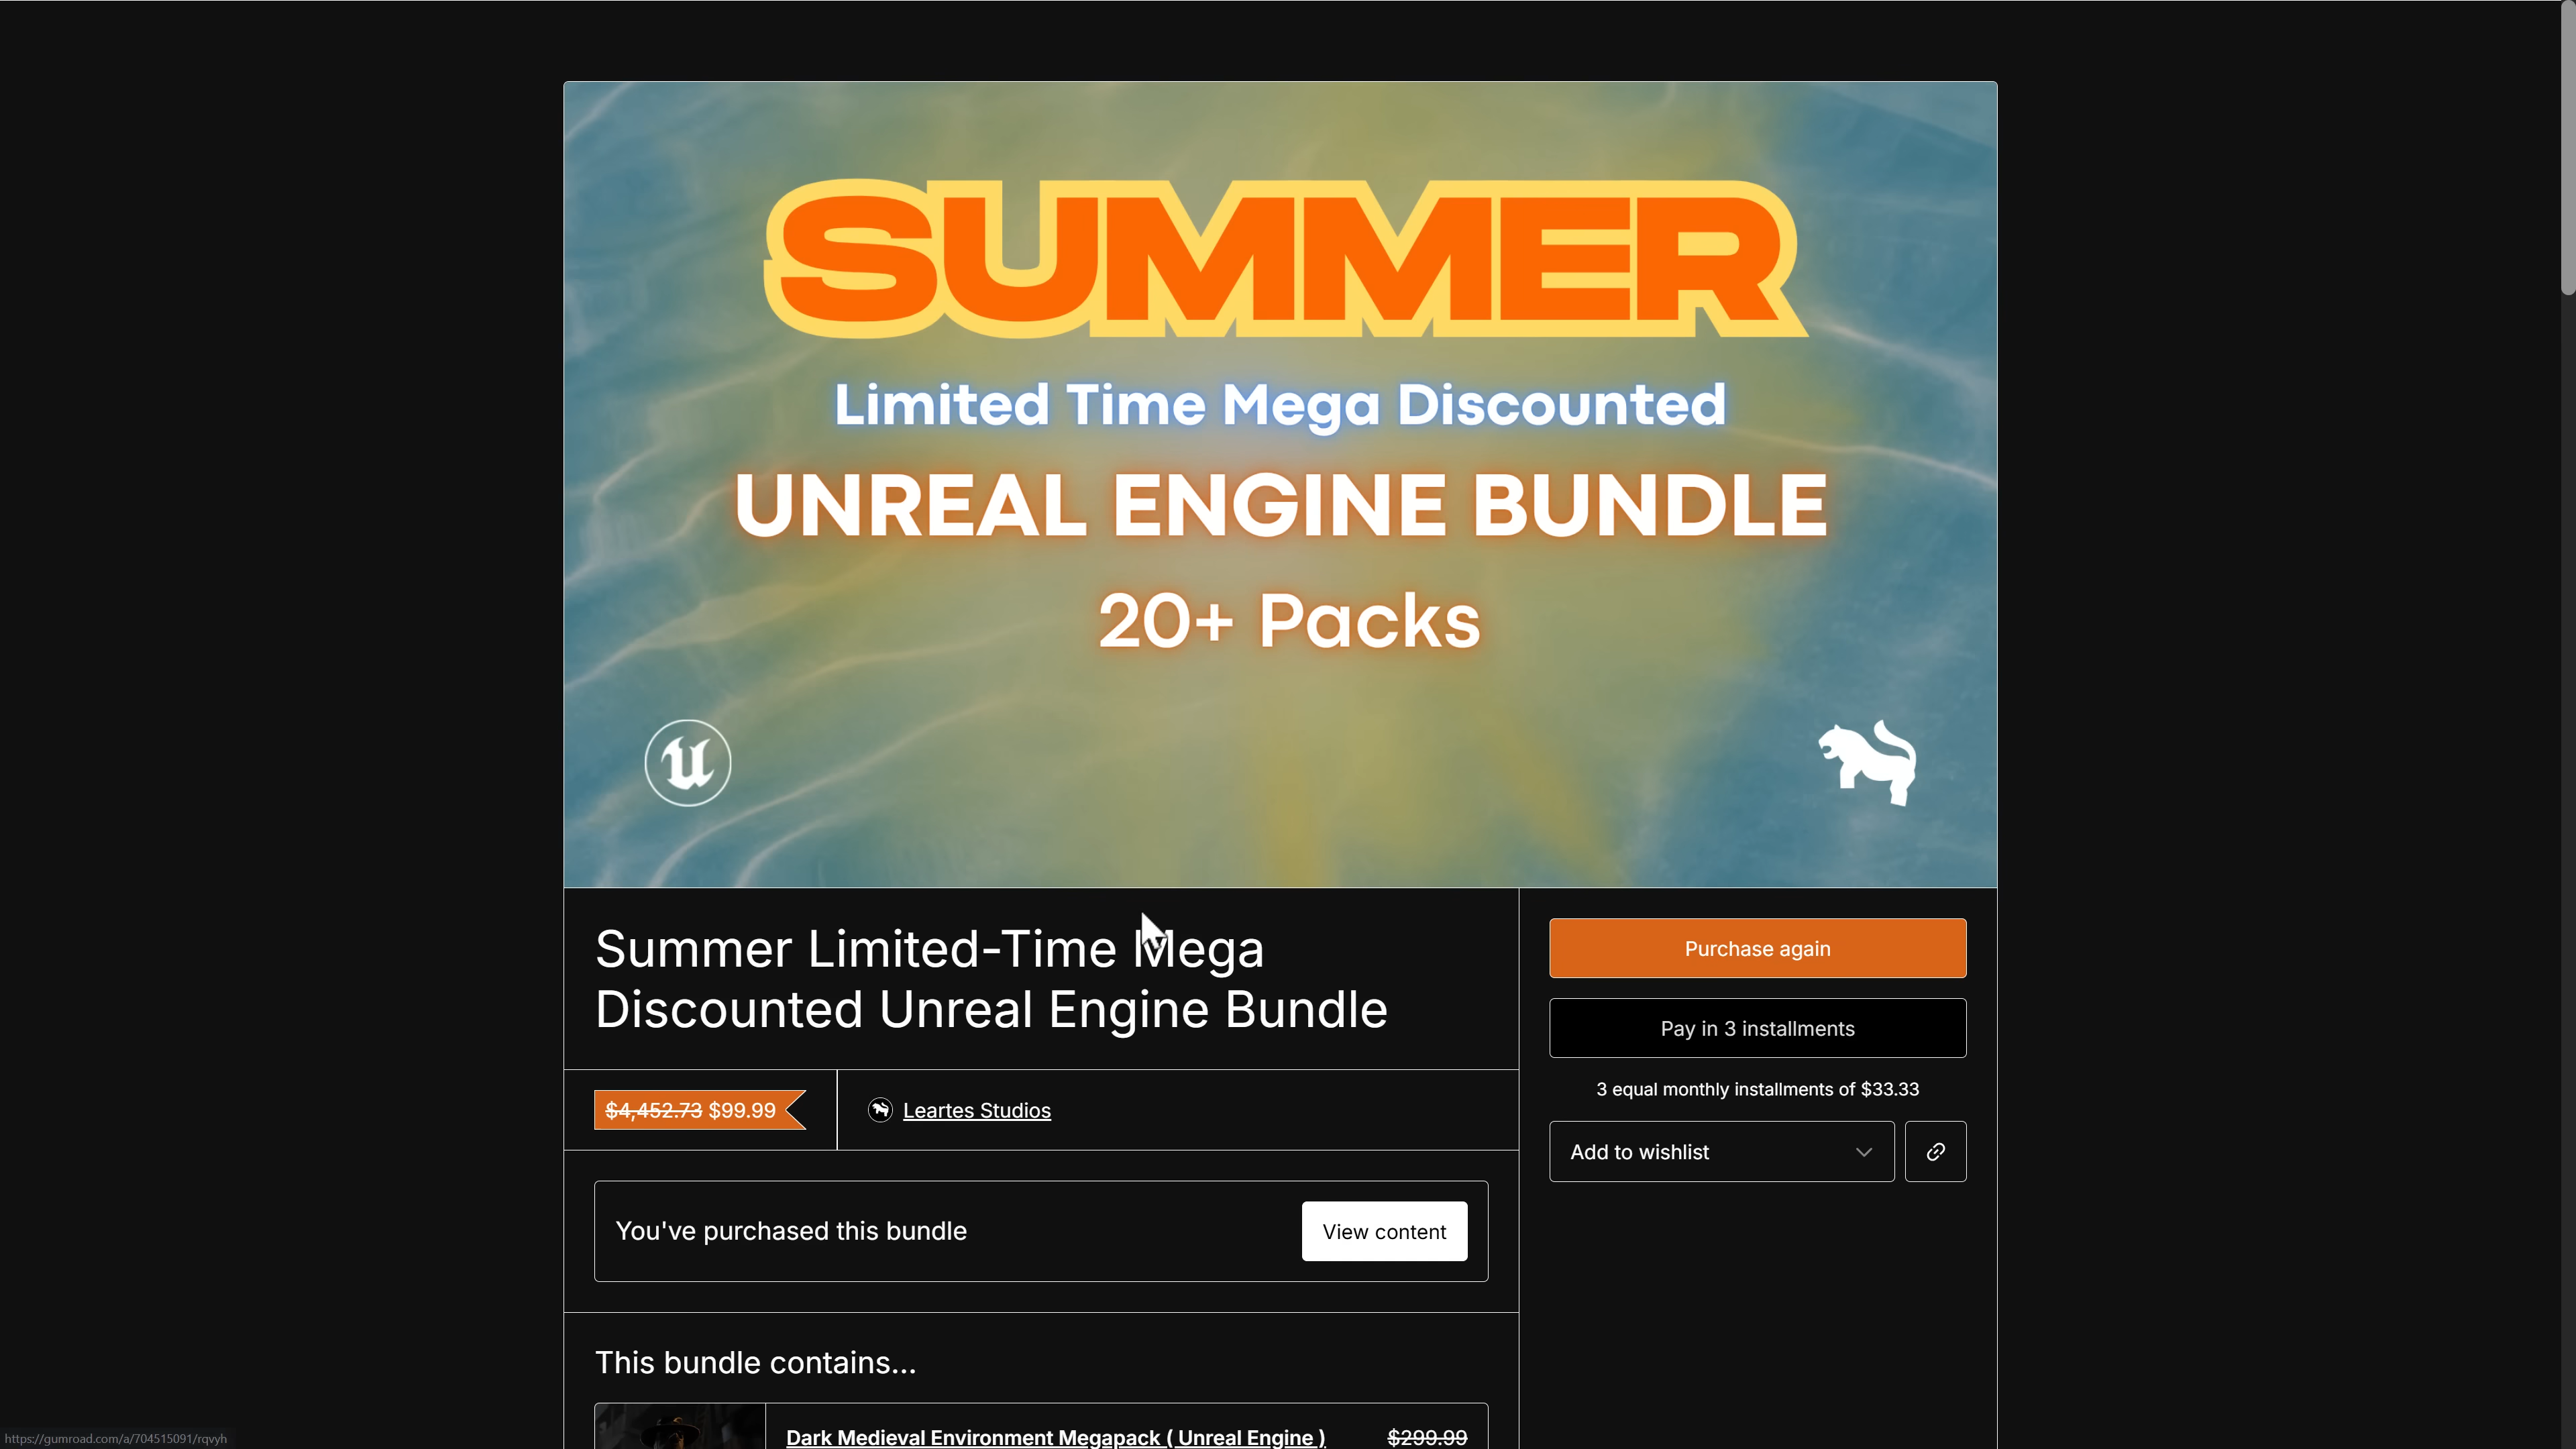 SUMMER
Limited Time Mega Discounted
UNREAL ENGINE BUNDLE
20+ Packs
Summer Limited-Time Mega
Discounted Unreal Engine Bundle
$4,452.73 $99.99
Leartes Studios
You've purchased this bundle
View content
This bundle contains...
Dark Medieval Environment Megapack ( Unreal Engine )
$299.99
Purchase again
Pay in 3 installments
3 equal monthly installments of $33.33
Add to wishlist
https://gumroad.com/a/704515091/rqvyh